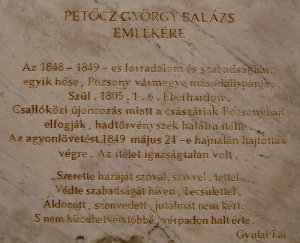 PETŐCZ GYÖRGY BALÁZS
EMLÉKÉRE
Az 1848 - 1849 - es forradalom és szabadságharc
egyik hőse, Pozsony vármegye másodalispánja.
Szül. 1805. 1. 6. Eberhardon.
Csallóközi újoncozás miatt a császáriak Pozsonyban
elfogják, hadtörvényszék halálra ítélte.
Az agyonlövetést 1849 május 24-e hajnalán hajtották
végre. Az ítélet igazságtalan volt.
„Szerette hazáját szóval, szívvel, tettel.
Védte szabadságát híven, becsülettel.
Áldozott, szenvedett, jutalmát nem kért
S nem küzdhetvén többé, vérpadon halt érte.
Gyulai Pál